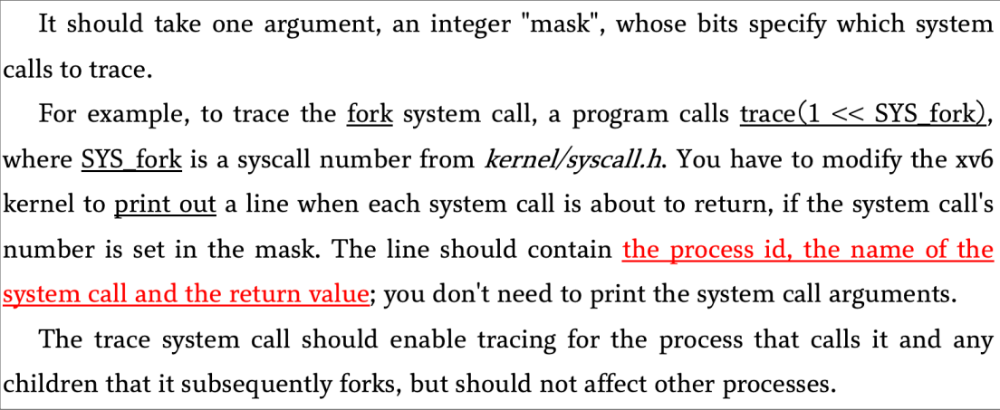 It should take one argument, an integer "mask", whose bits specify which system
calls to trace.
For example, to trace the fork system call, a program calls trace(1 << SYS_fork),
where SYS_fork is a syscall number from kernel/syscall.h. You have to modify the xv6
kernel to print out a line when each system call is about to return, if the system call's
number is set in the mask. The line should contain the process id, the name of the
system call and the return value; you don't need to print the system call arguments.
The trace system call should enable tracing for the process that calls it and any
children that it subsequently forks, but should not affect other processes.